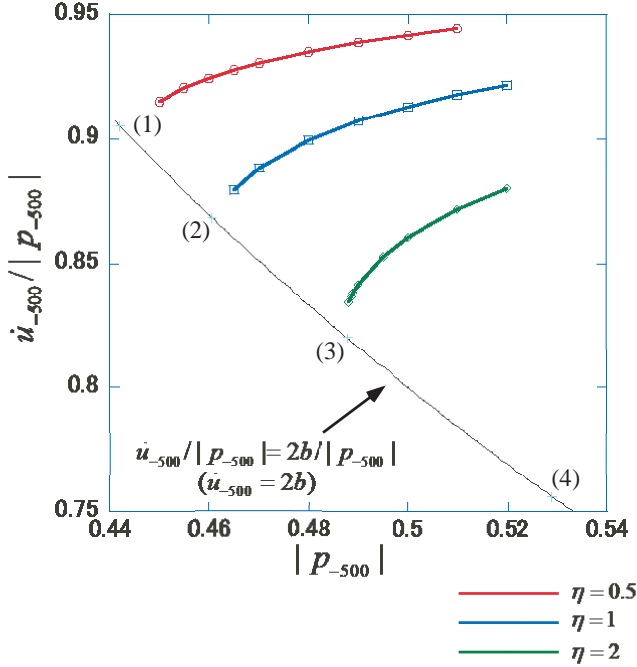 0.95
0.9
0.85
0.8
0.75
u̇₋₅₀₀ / | p₋₅₀₀ |
(1)
(2)
(3)
(4)
u̇₋₅₀₀ / | p₋₅₀₀ | = 2b / | p₋₅₀₀ |
(u̇₋₅₀₀ = 2b)
0.44 0.46 0.48 0.5 0.52 0.54
| p₋₅₀₀ |
η = 0.5
η = 1
η = 2